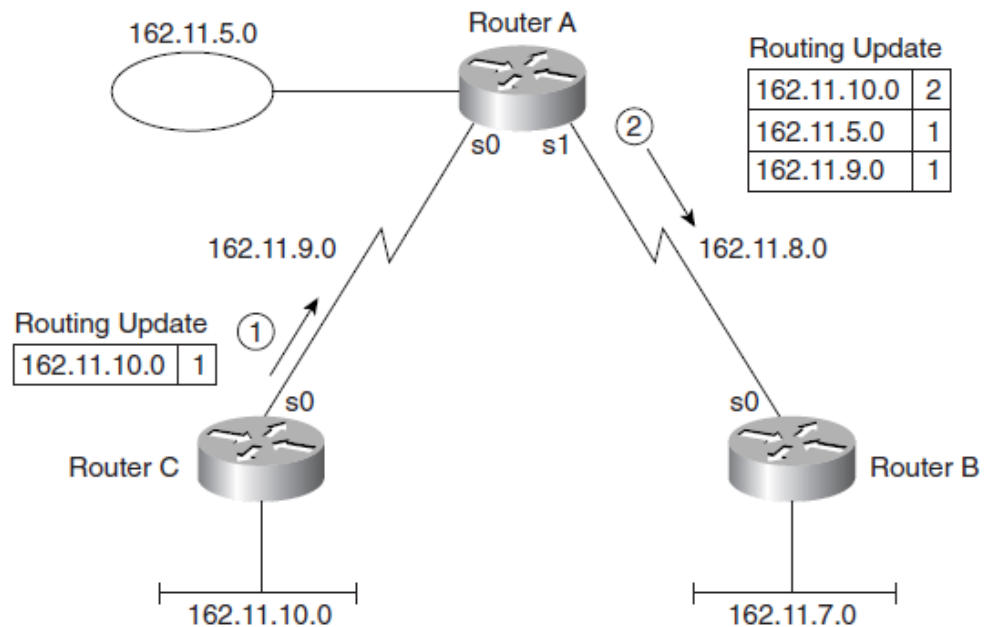 Router A
162.11.5.0
Routing Update
162.11.10.0 2
162.11.5.0 1
162.11.9.0 1
s0 s1
2
162.11.9.0
162.11.8.0
Routing Update
162.11.10.0 1
1
s0
s0
Router C
Router B
162.11.10.0
162.11.7.0